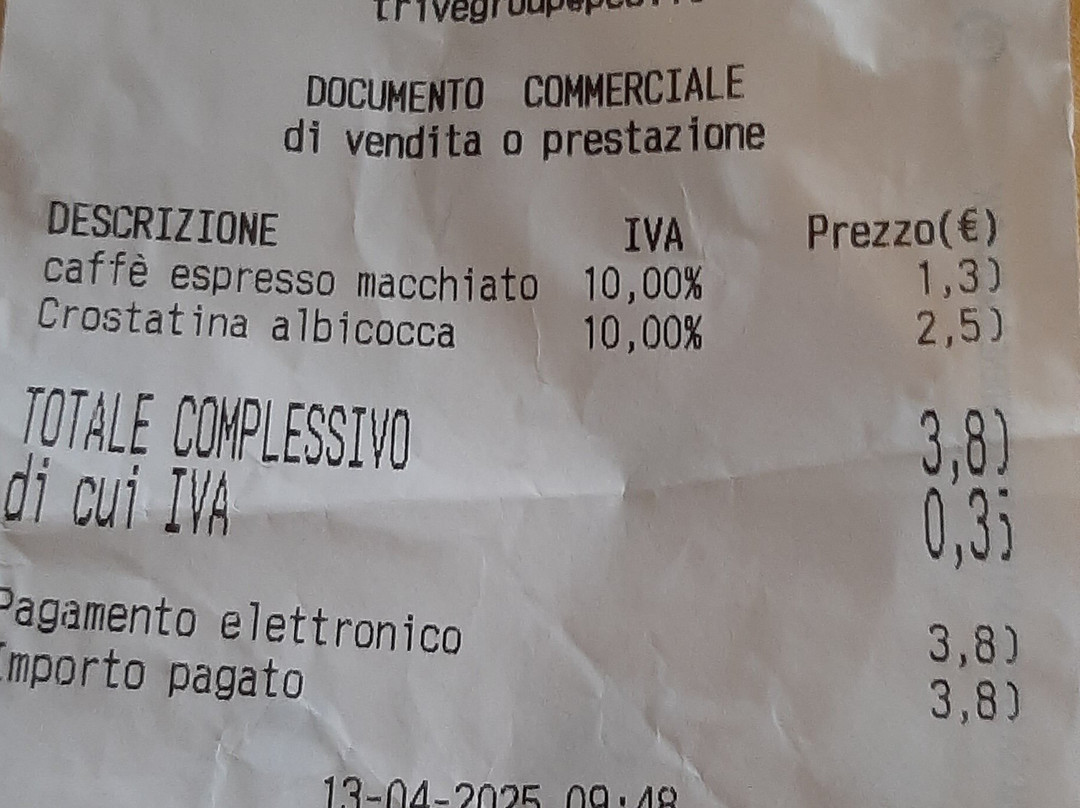 DOCUMENTO COMMERCIALE
di vendita o prestazione
DESCRIZIONE IVA Prezzo(€)
caffè espresso macchiato 10,00% 1,30
Crostatina albicocca 10,00% 2,50
TOTALE COMPLESSIVO 3,80
di cui IVA 0,35
Pagamento elettronico 3,80
Importo pagato 3,80
13-04-2025 09:48